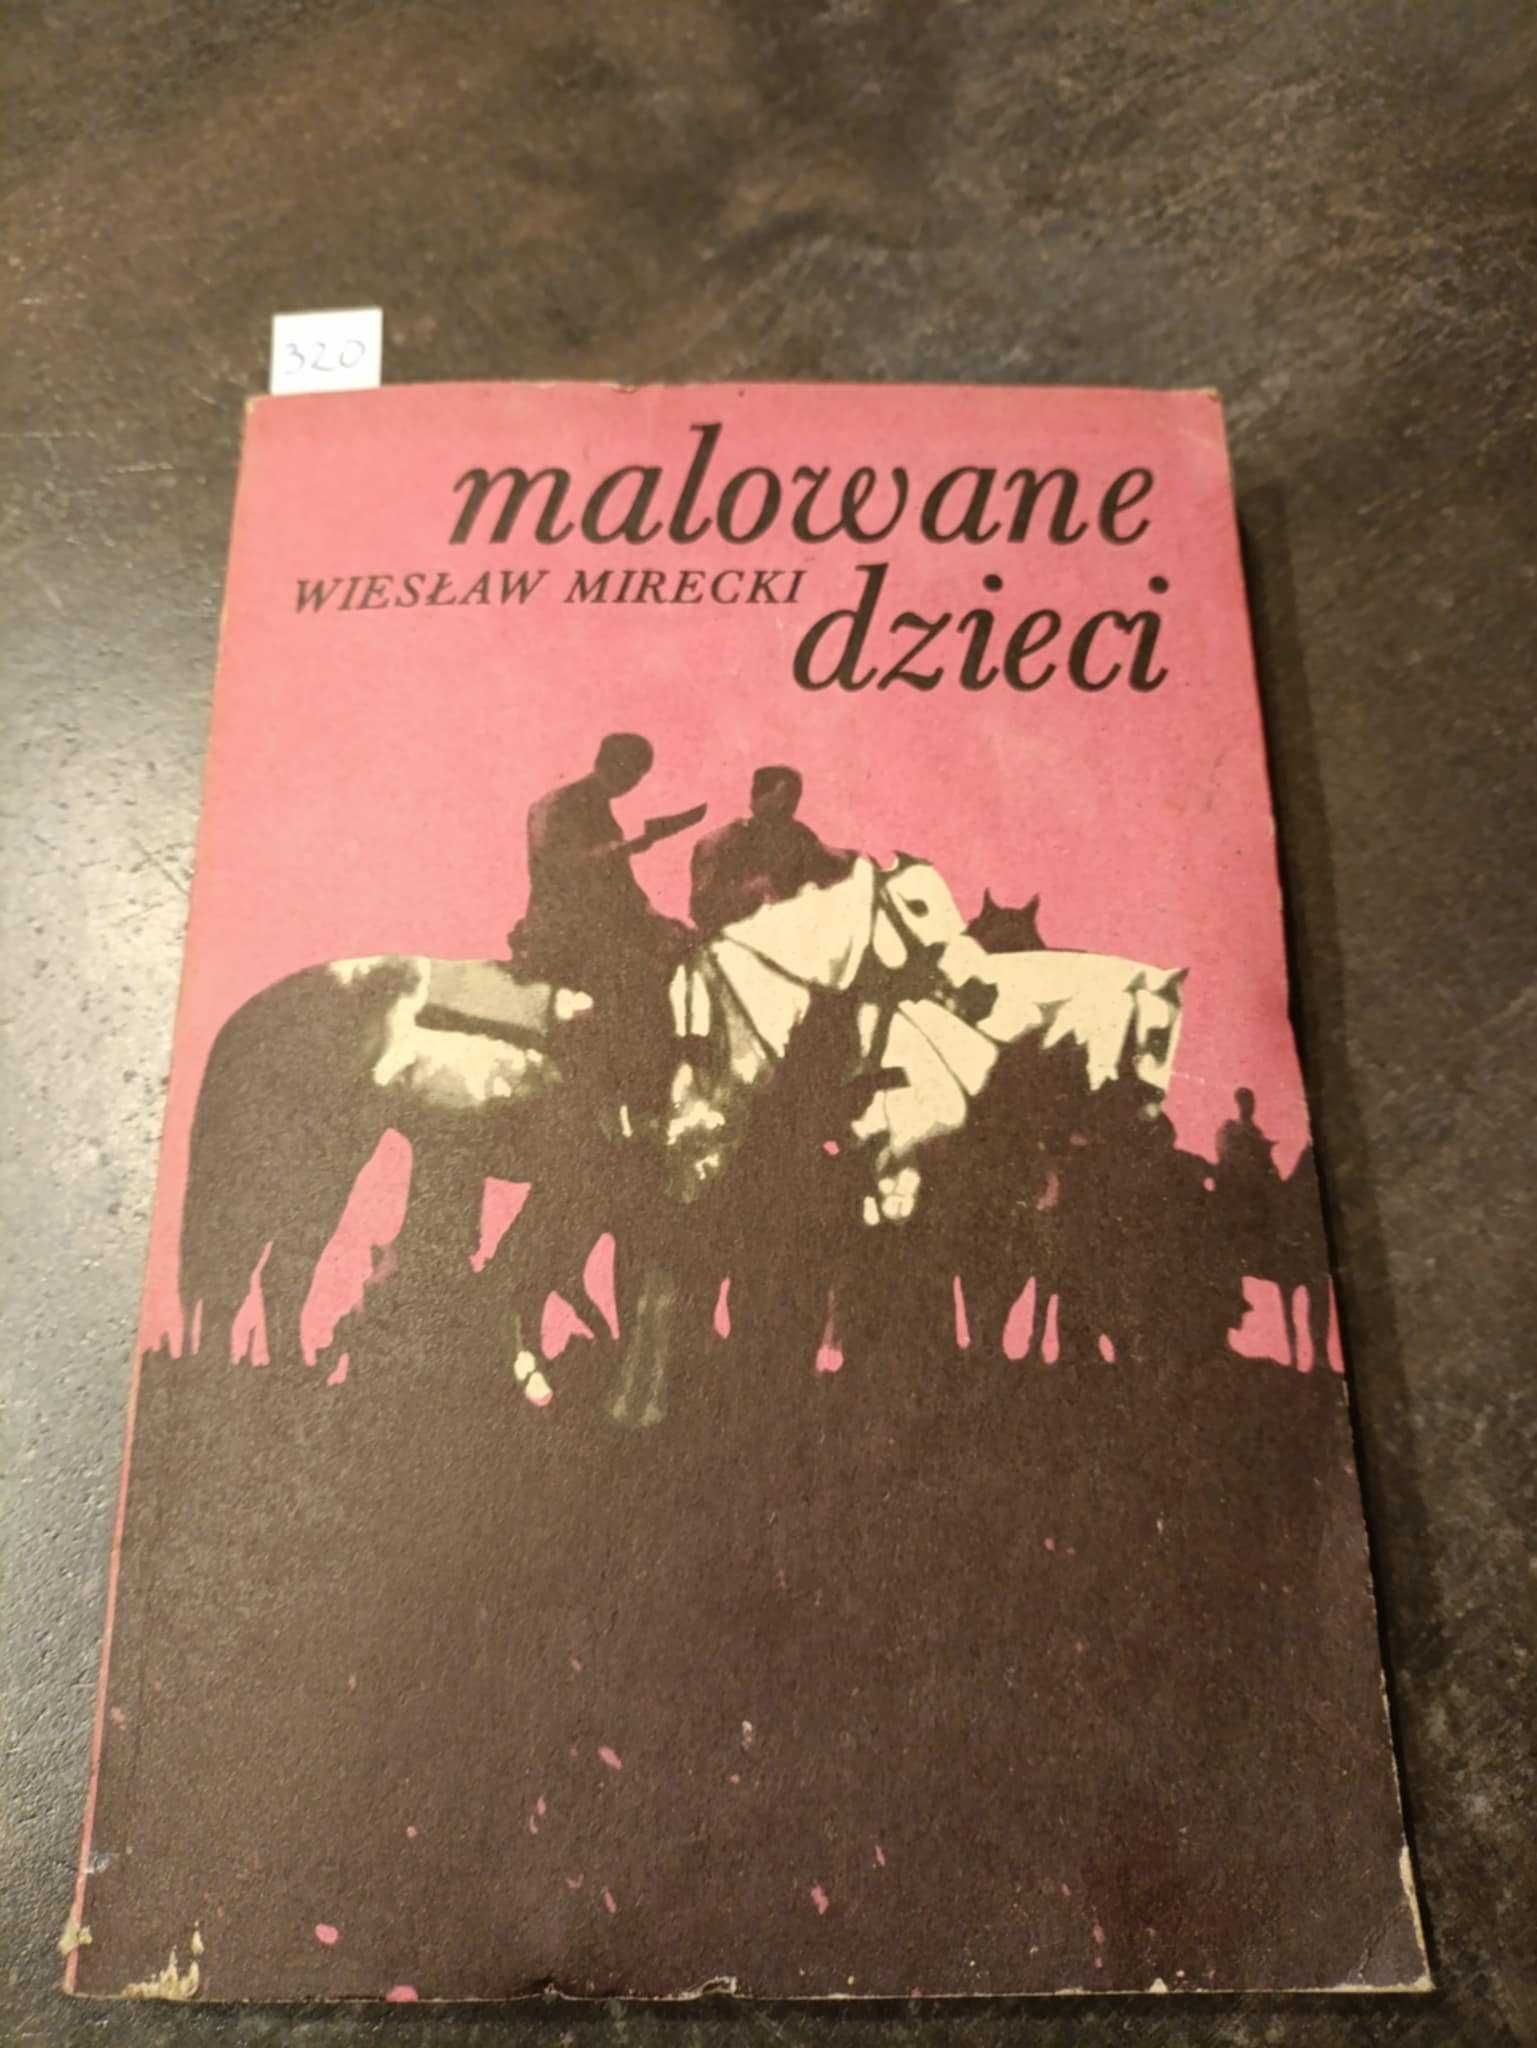 320
malowane
WIESŁAW MIRECKI
dzieci